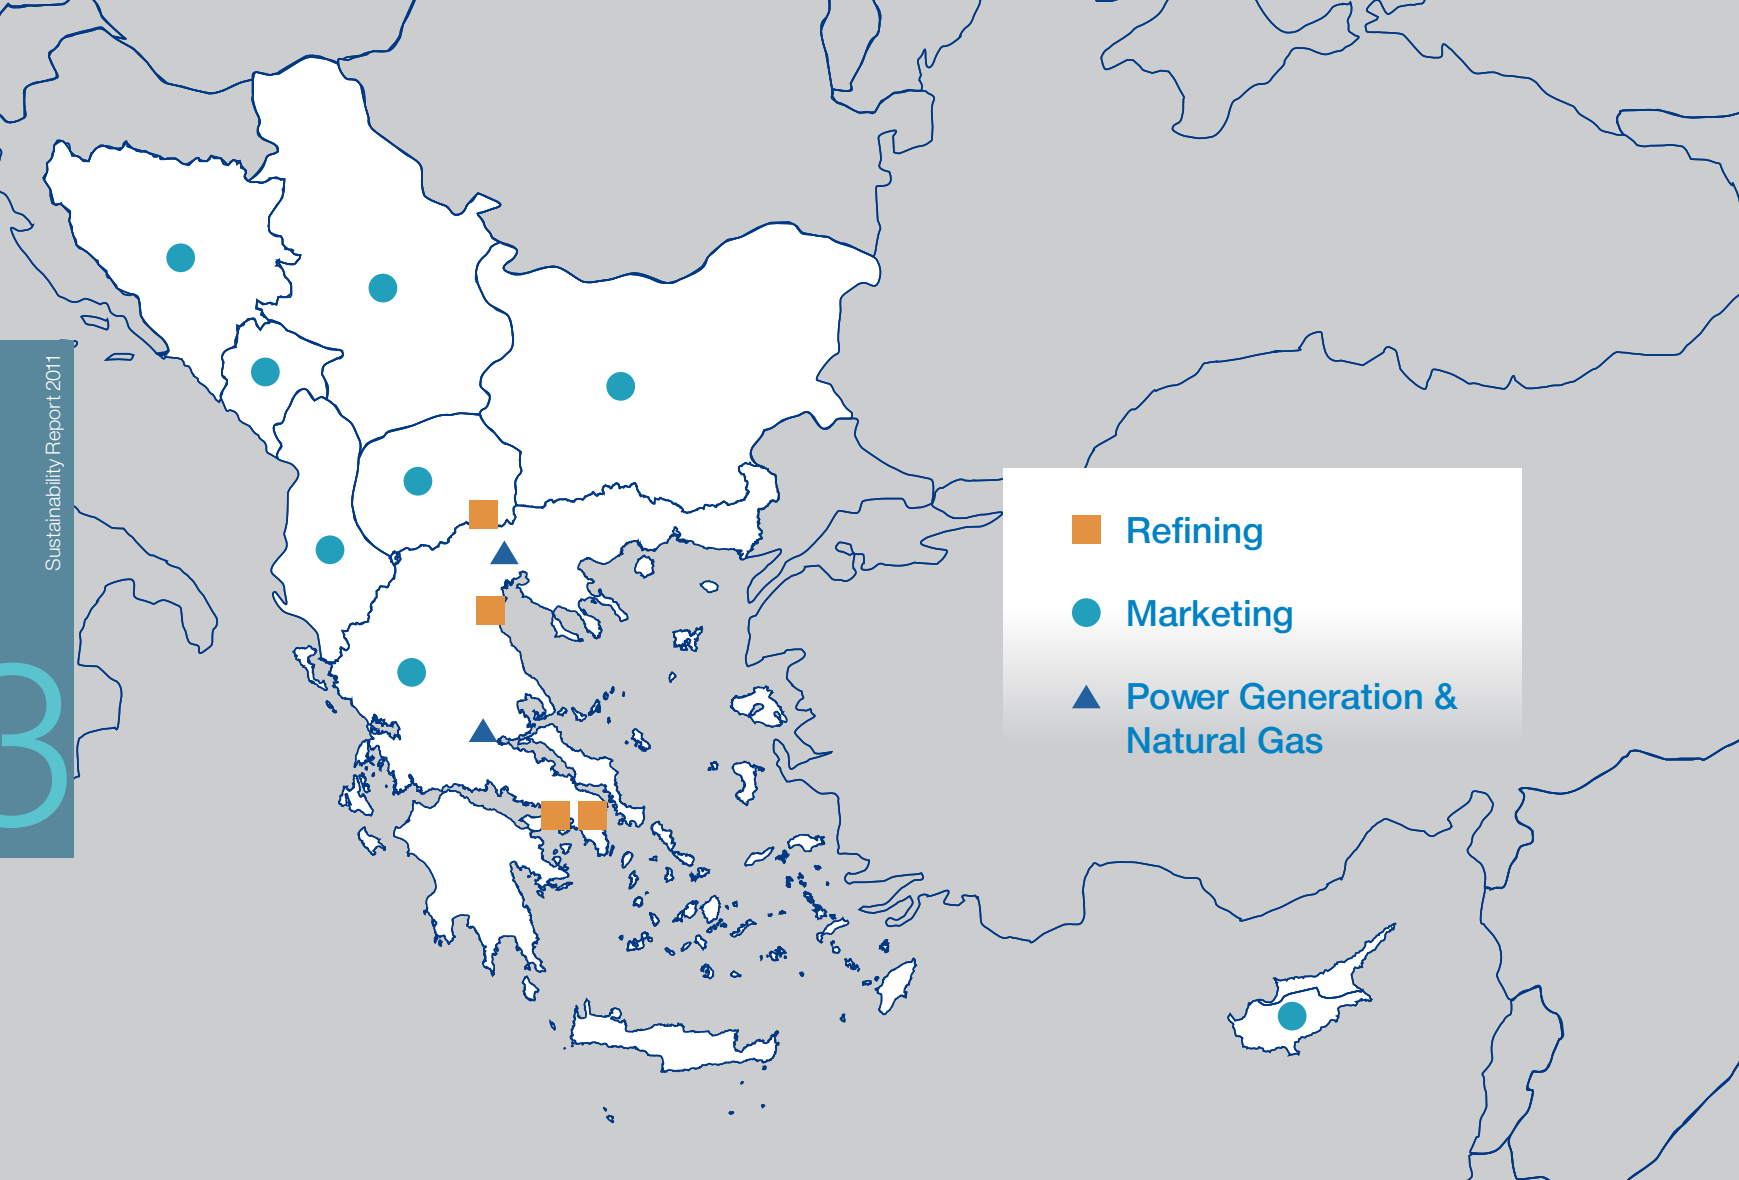 Sustainability Report 2011
3
Refining
Marketing
Power Generation &
Natural Gas